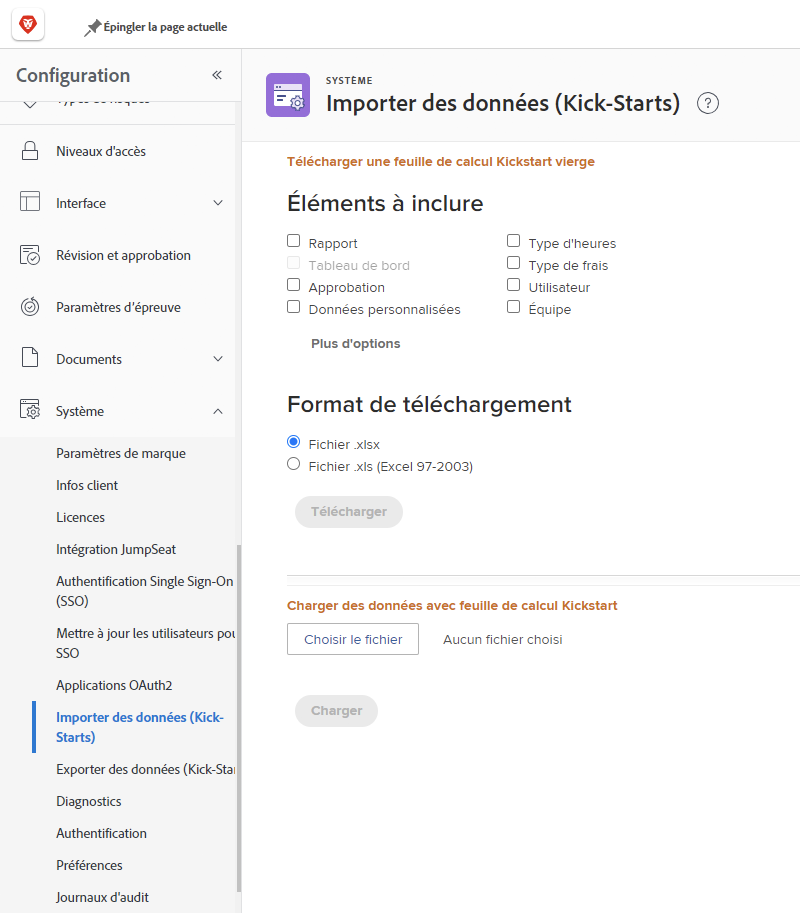 Épingler la page actuelle
Configuration
Types de risques
Niveaux d'accès
Interface
Révision et approbation
Paramètres d'épreuve
Documents
Système
Paramètres de marque
Infos client
Licences
Intégration JumpSeat
Authentification Single Sign-On
(SSO)
Mettre à jour les utilisateurs pou
SSO
Applications OAuth2
Importer des données (Kick-
Starts)
Exporter des données (Kick-Star
Diagnostics
Authentification
Préférences
Journaux d'audit
SYSTÈME
Importer des données (Kick-Starts)
?
Télécharger une feuille de calcul Kickstart vierge
Éléments à inclure
Rapport
Tableau de bord
Approbation
Données personnalisées
Type d'heures
Type de frais
Utilisateur
Équipe
Plus d'options
Format de téléchargement
Fichier .xlsx
Fichier .xls (Excel 97-2003)
Télécharger
Charger des données avec feuille de calcul Kickstart
Choisir le fichier
Aucun fichier choisi
Charger